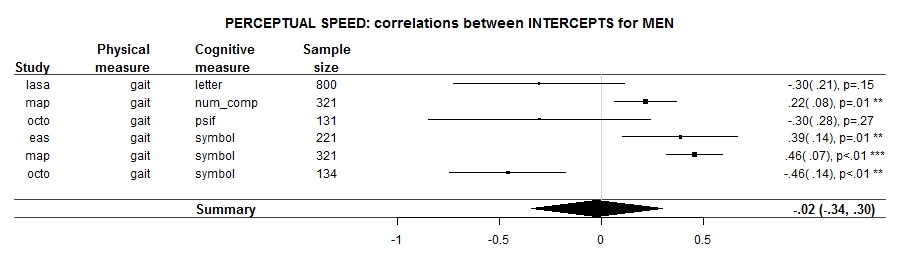 PERCEPTUAL SPEED: correlations between INTERCEPTS for MEN
Physical Cognitive Sample
Study measure measure size
lasa gait letter 800 -.30( .21), p=.15
map gait num_comp 321 .22( .08), p=.01 **
octo gait psif 131 -.30( .28), p=.27
eas gait symbol 221 .39( .14), p=.01 **
map gait symbol 321 .46( .07), p<.01 ***
octo gait symbol 134 -.46( .14), p<.01 **
Summary -.02 (-.34, .30)
-1 -0.5 0 0.5